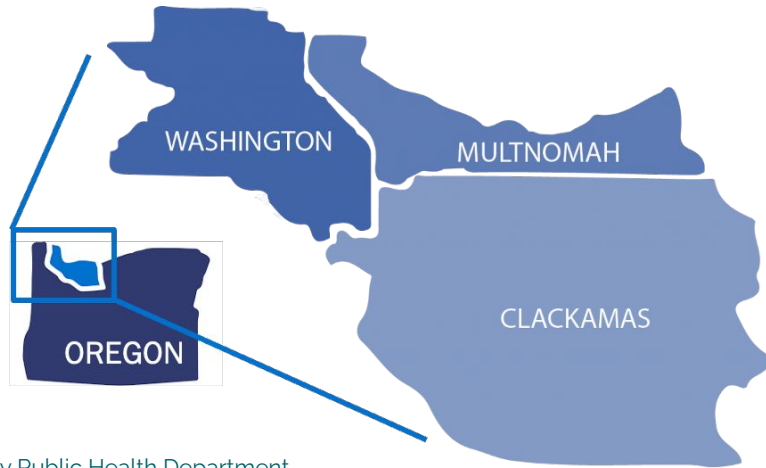 WASHINGTON
MULTNOMAH
CLACKAMAS
OREGON
Public Health Department